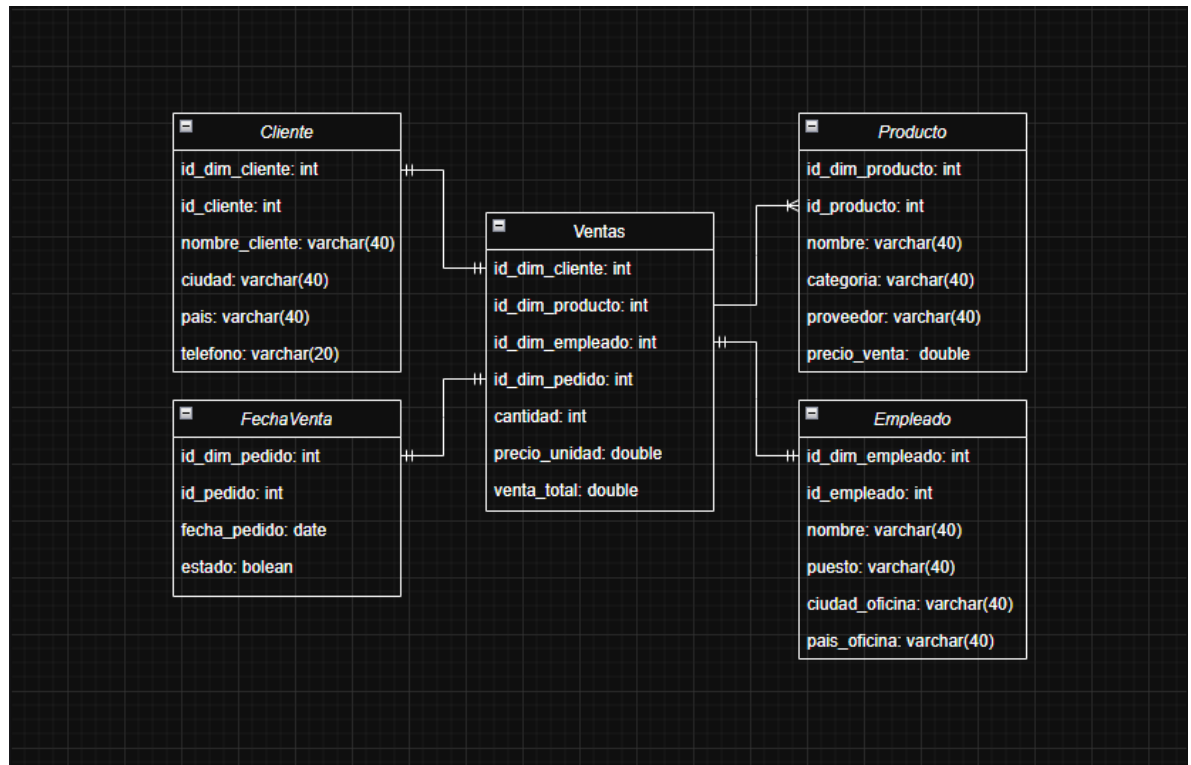 Cliente
id_dim_cliente: int
id_cliente: int
nombre_cliente: varchar(40)
ciudad: varchar(40)
pais: varchar(40)
telefono: varchar(20)
FechaVenta
id_dim_pedido: int
id_pedido: int
fecha_pedido: date
estado: bolean
Ventas
id_dim_cliente: int
id_dim_producto: int
id_dim_empleado: int
id_dim_pedido: int
cantidad: int
precio_unidad: double
venta_total: double
Producto
id_dim_producto: int
id_producto: int
nombre: varchar(40)
categoria: varchar(40)
proveedor: varchar(40)
precio_venta: double
Empleado
id_dim_empleado: int
id_empleado: int
nombre: varchar(40)
puesto: varchar(40)
ciudad_oficina: varchar(40)
pais_oficina: varchar(40)